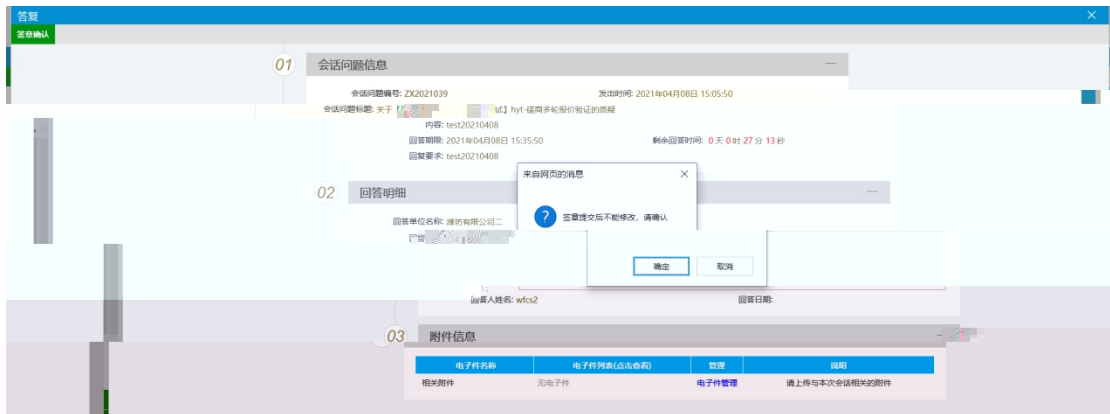 答复
签章确认
01 会话问题信息
会话问题编号: ZX2021039 发出时间: 2021年04月08日 15:05:50
会话问题标题: 关于【 试】hyt-磋商多轮报价验证的质疑
内容: test20210408
回答期限: 2021年04月08日 15:35:50 剩余回答时间: 0 天 0 时 27 分 13 秒
回复要求: test20210408
来自网页的消息
02 回答明细
签章提交后不能修改，请确认
回答单位名称: 潍坊有限公司二
确定 取消
回答人姓名: wfcs2 回答日期:
03 附件信息
电子件名称 电子件列表(点击查看) 管理 说明
相关附件 无电子件 电子件管理 请上传与本次会话相关的附件